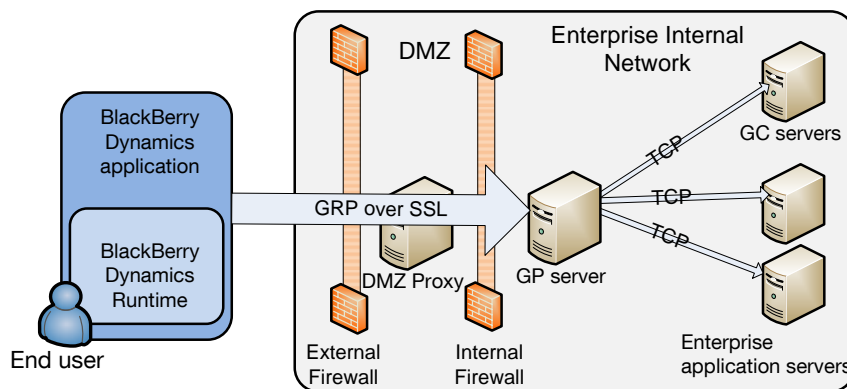 DMZ
Enterprise Internal
Network
BlackBerry
Dynamics
application
GC servers
TCP
TCP
TCP
GRP over SSL
BlackBerry
Dynamics
Runtime
DMZ Proxy
GP server
End user
External
Firewall
Internal
Firewall
Enterprise
application servers